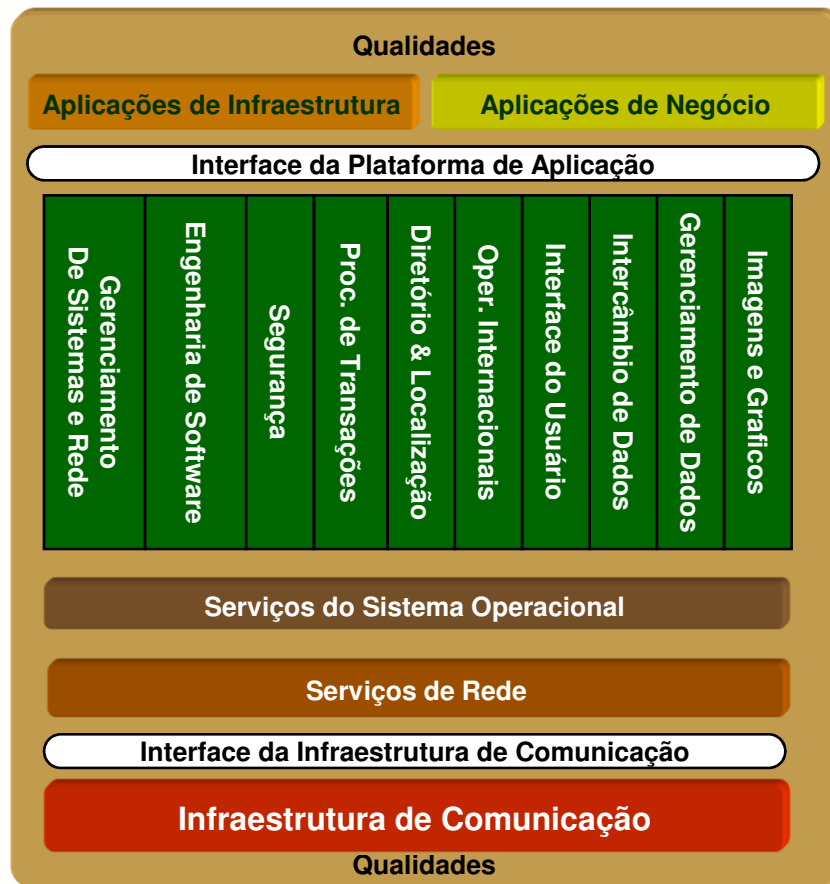 Qualidades
Aplicações de Infraestrutura
Aplicações de Negócio
Interface da Plataforma de Aplicação
Gerenciamento
De Sistemas e Rede
Engenharia de Software
Segurança
Proc. de Transações
Diretório & Localização
Oper. Internacionais
Interface do Usuário
Intercâmbio de Dados
Gerenciamento de Dados
Imagens e Graficos
Serviços do Sistema Operacional
Serviços de Rede
Interface da Infraestrutura de Comunicação
Infraestrutura de Comunicação
Qualidades